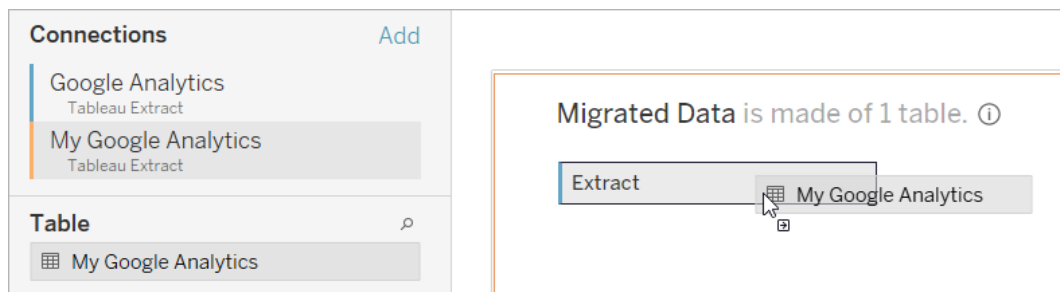 Connections Add
Google Analytics
Tableau Extract
My Google Analytics
Tableau Extract
Table
My Google Analytics
Migrated Data is made of 1 table.
Extract
My Google Analytics